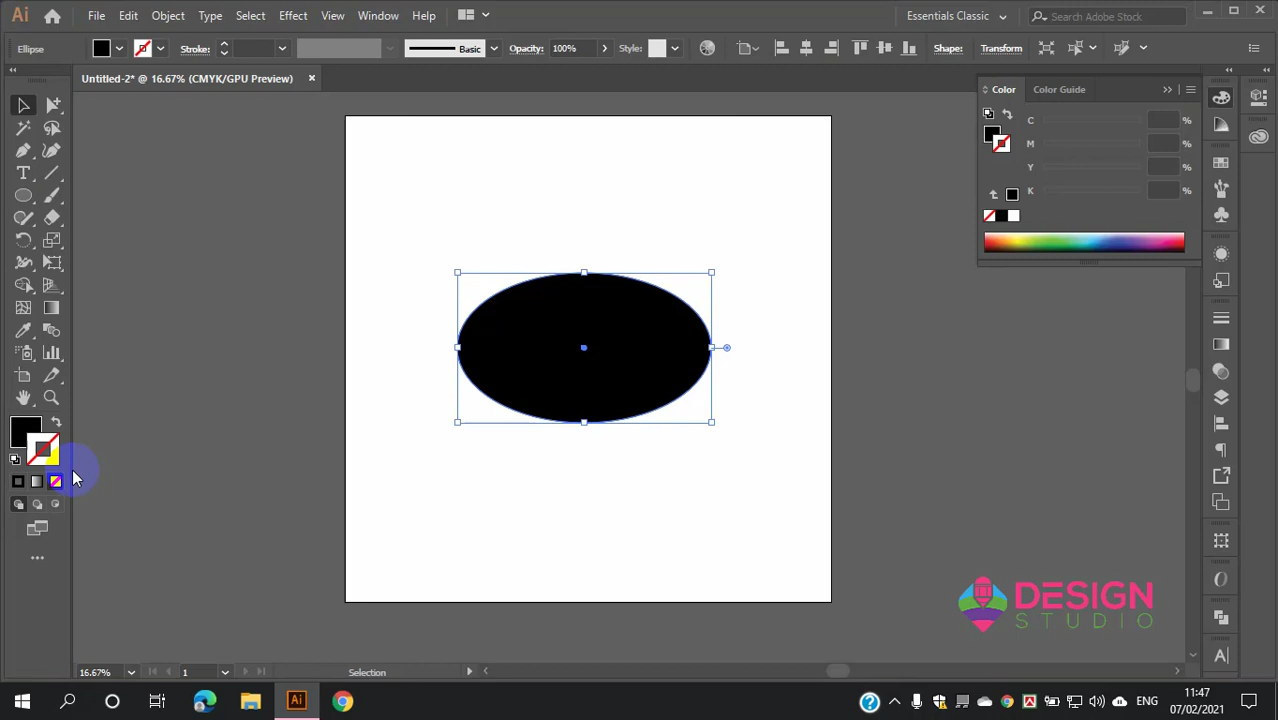 Ai File Edit Object Type Select Effect View Window Help Essentials Classic Search Adobe Stock
Ellipse Stroke: Basic Opacity: 100% Style: Shape: Transform
Untitled-2* @ 16.67% (CMYK/GPU Preview)
Color Color Guide
C %
M %
Y %
K %
DESIGN
STUDIO
16.67% 1 Selection
Ai ENG 11:47
07/02/2021